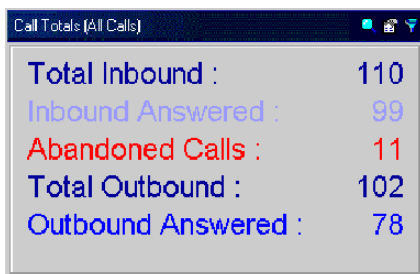 Call Totals (All Calls)
Total Inbound : 110
Inbound Answered : 99
Abandoned Calls : 11
Total Outbound : 102
Outbound Answered : 78